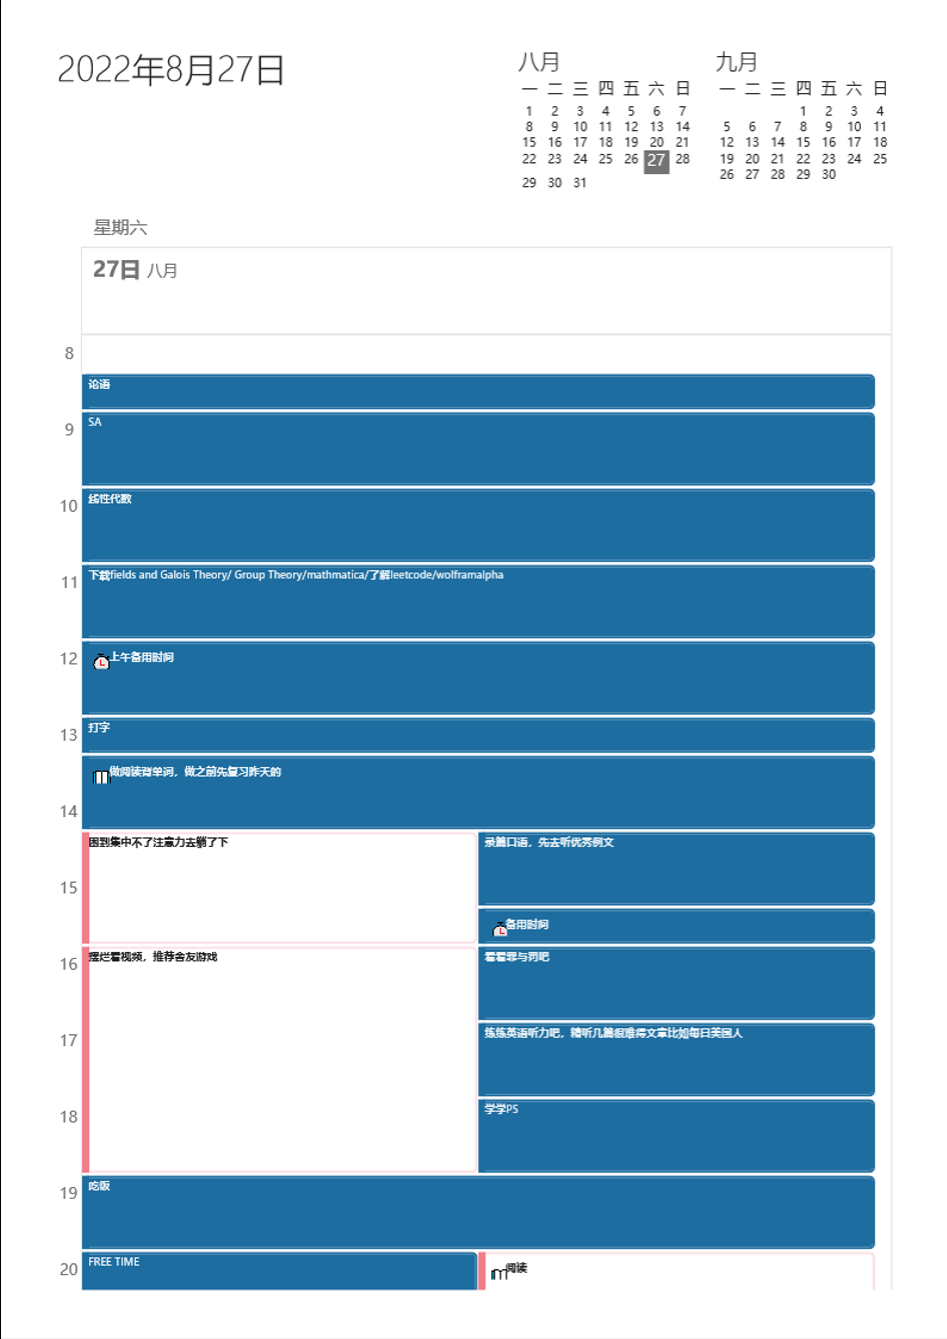 2022年8月27日
八月
一 二 三 四 五 六 日
1 2 3 4 5 6 7
8 9 10 11 12 13 14
15 16 17 18 19 20 21
22 23 24 25 26 27 28
29 30 31
九月
一 二 三 四 五 六 日
1 2 3 4
5 6 7 8 9 10 11
12 13 14 15 16 17 18
19 20 21 22 23 24 25
26 27 28 29 30
星期六
27日 八月
8
论语
9
SA
10
线性代数
11
下载fields and Galois Theory/ Group Theory/mathmatica/了解leetcode/wolframalpha
12
上午备用时间
13
打字
做阅读背单词，做之前先复习昨天的
14
困到集中不了注意力去躺了下
录篇口语，先去听优秀例文
15
备用时间
16
摆烂看视频，推荐舍友游戏
看看罪与罚吧
17
练练英语听力吧，精听几篇很难得文章比如每日美国人
18
学学PS
19
吃饭
20
FREE TIME
阅读